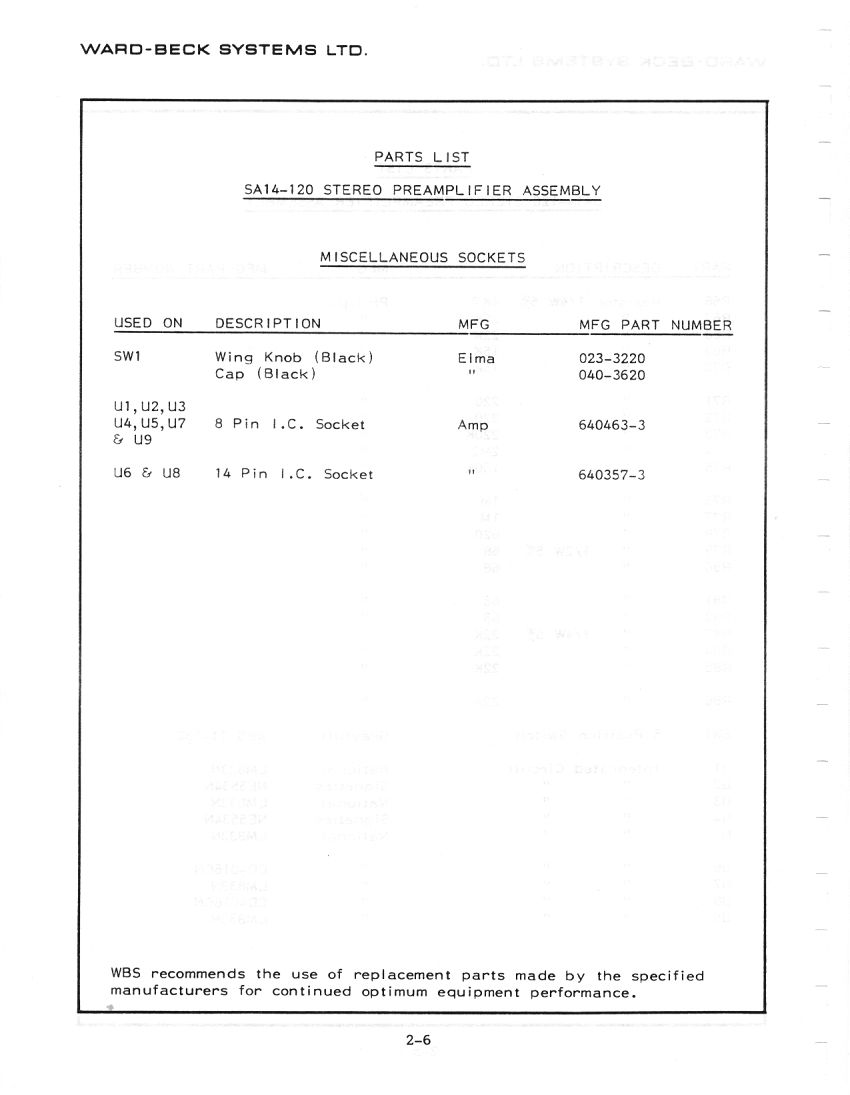 WARD-BECK SYSTEMS LTD.
PARTS LIST
SA14-120 STEREO PREAMPLIFIER ASSEMBLY
MISCELLANEOUS SOCKETS
USED ON DESCRIPTION MFG MFG PART NUMBER
SW1 Wing Knob (Black) Elma 023-3220
Cap (Black) " 040-3620
U1,U2,U3
U4,U5,U7 8 Pin I.C. Socket Amp 640463-3
& U9
U6 & U8 14 Pin I.C. Socket " 640357-3
WBS recommends the use of replacement parts made by the specified
manufacturers for continued optimum equipment performance.
2-6